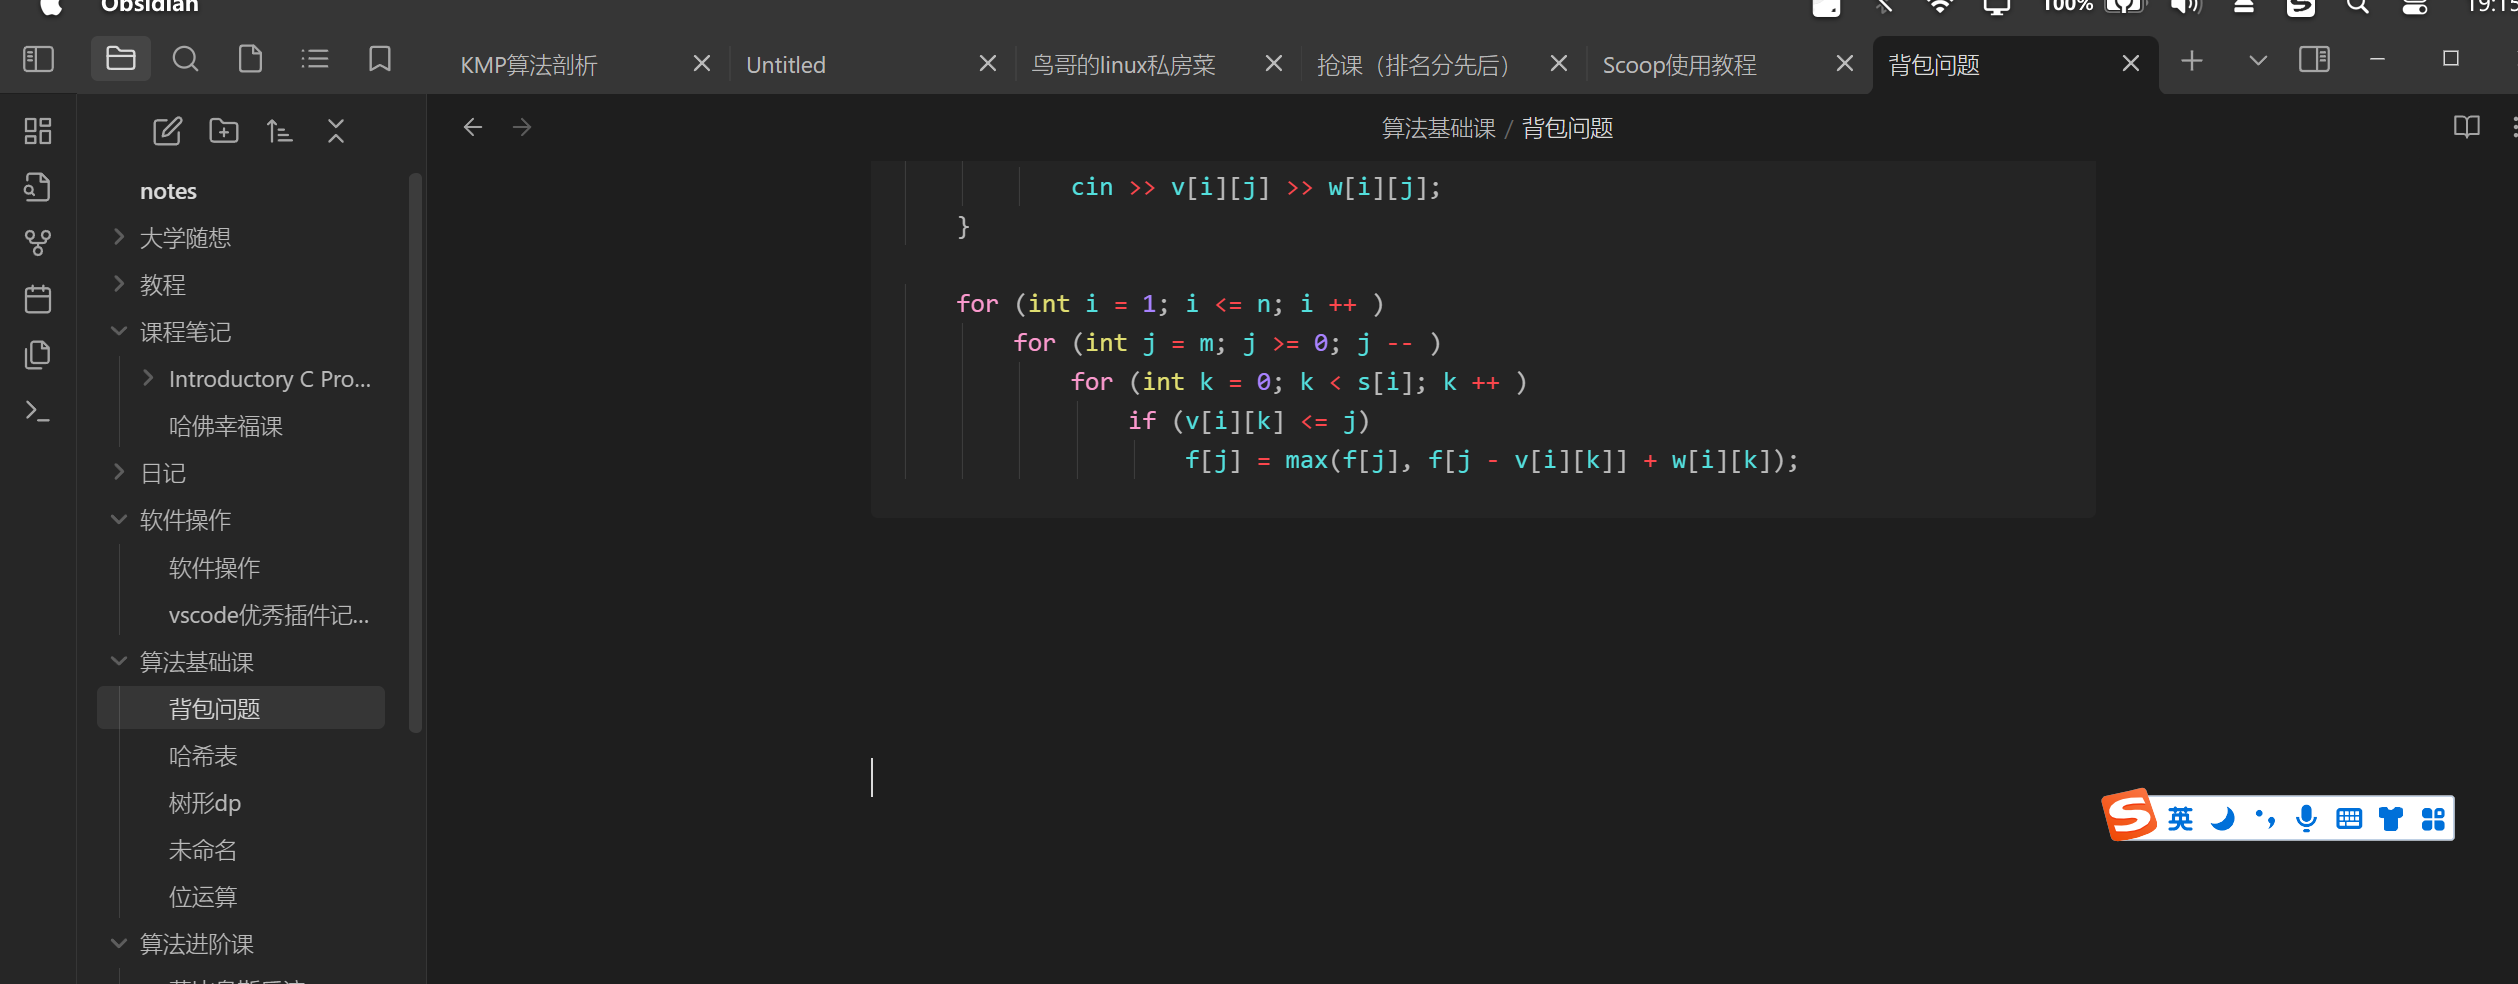 Obsidian
100%
KMP算法剖析
Untitled
鸟哥的linux私房菜
抢课（排名分先后）
Scoop使用教程
背包问题
算法基础课 / 背包问题
notes
大学随想
教程
课程笔记
Introductory C Pro...
哈佛幸福课
日记
软件操作
软件操作
vscode优秀插件记...
算法基础课
背包问题
哈希表
树形dp
未命名
位运算
算法进阶课
cin >> v[i][j] >> w[i][j];
}
for (int i = 1; i <= n; i ++ )
for (int j = m; j >= 0; j -- )
for (int k = 0; k < s[i]; k ++ )
if (v[i][k] <= j)
f[j] = max(f[j], f[j - v[i][k]] + w[i][k]);
英